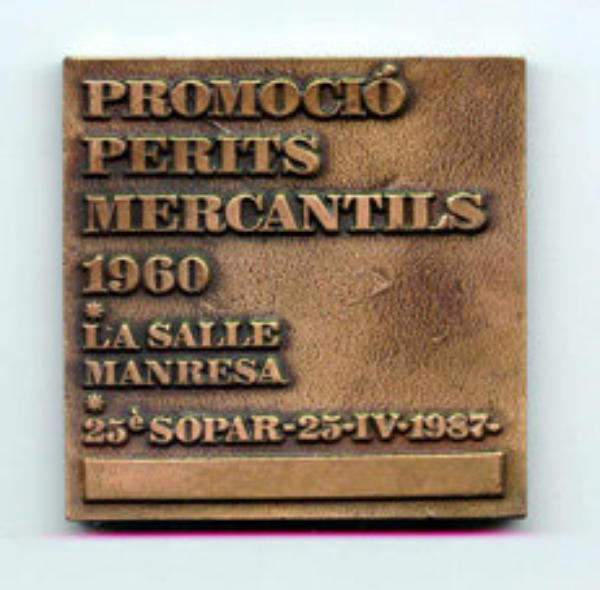 PROMOCIÓ
PERITS
MERCANTILS
1960
*
LA SALLE
MANRESA
*
25è SOPAR-25-IV-1987-